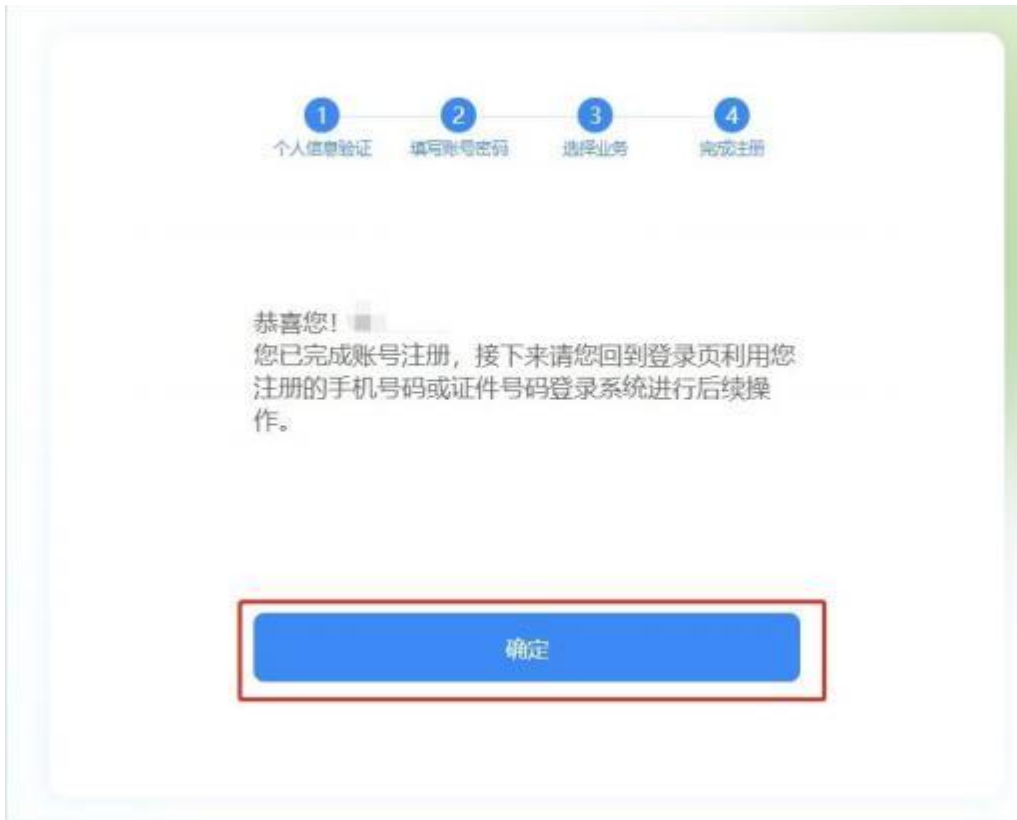 1
2
3
4
个人信息验证
填写账号密码
选择业务
完成注册
恭喜您！
您已完成账号注册，接下来请您回到登录页利用您
注册的手机号码或证件号码登录系统进行后续操
作。
确定